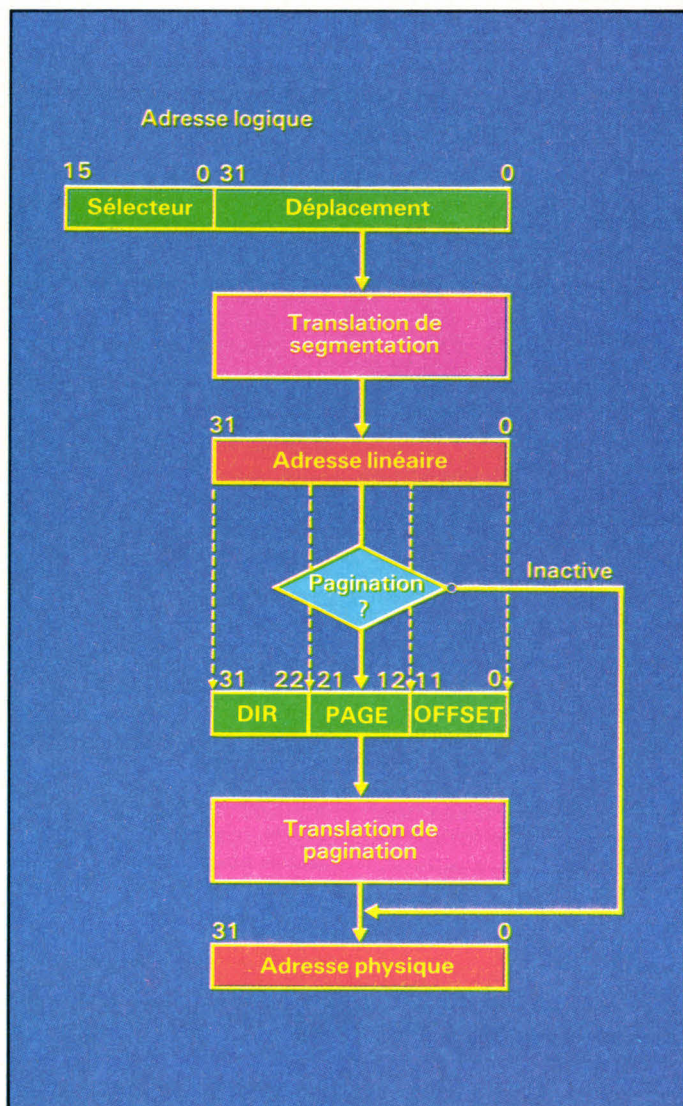 Adresse logique
15 0 31 0
Sélecteur Déplacement
Translation de
segmentation
31 0
Adresse linéaire
Pagination
?
Inactive
31 22 21 12 11 0
DIR PAGE OFFSET
Translation de
pagination
31 0
Adresse physique